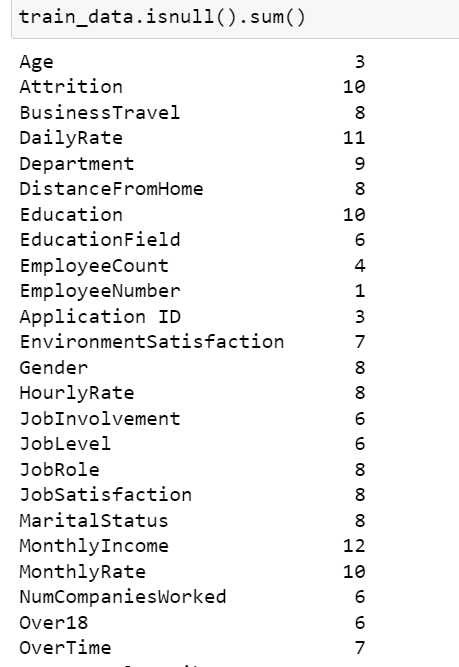 train_data.isnull().sum()
Age 3
Attrition 10
BusinessTravel 8
DailyRate 11
Department 9
DistanceFromHome 8
Education 10
EducationField 6
EmployeeCount 4
EmployeeNumber 1
Application ID 3
EnvironmentSatisfaction 7
Gender 8
HourlyRate 8
JobInvolvement 6
JobLevel 6
JobRole 8
JobSatisfaction 8
MaritalStatus 8
MonthlyIncome 12
MonthlyRate 10
NumCompaniesWorked 6
Over18 6
OverTime 7